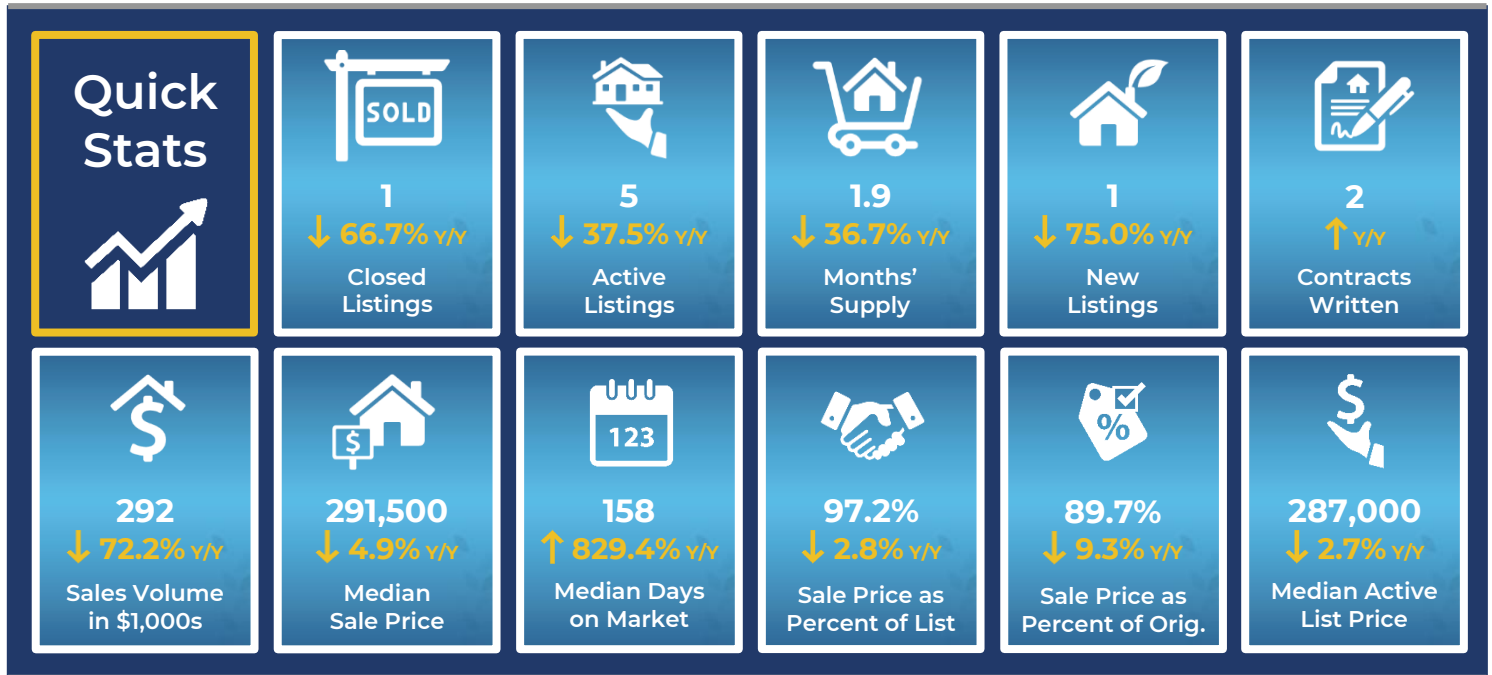 Quick
Stats
SOLD
1
↓ 66.7% Y/Y
Closed
Listings
5
↓ 37.5% Y/Y
Active
Listings
1.9
↓ 36.7% Y/Y
Months’
Supply
1
↓ 75.0% Y/Y
New
Listings
2
↑ Y/Y
Contracts
Written
$
292
↓ 72.2% Y/Y
Sales Volume
in $1,000s
$
291,500
↓ 4.9% Y/Y
Median
Sale Price
123
158
↑ 829.4% Y/Y
Median Days
on Market
97.2%
↓ 2.8% Y/Y
Sale Price as
Percent of List
%
89.7%
↓ 9.3% Y/Y
Sale Price as
Percent of Orig.
$
287,000
↓ 2.7% Y/Y
Median Active
List Price